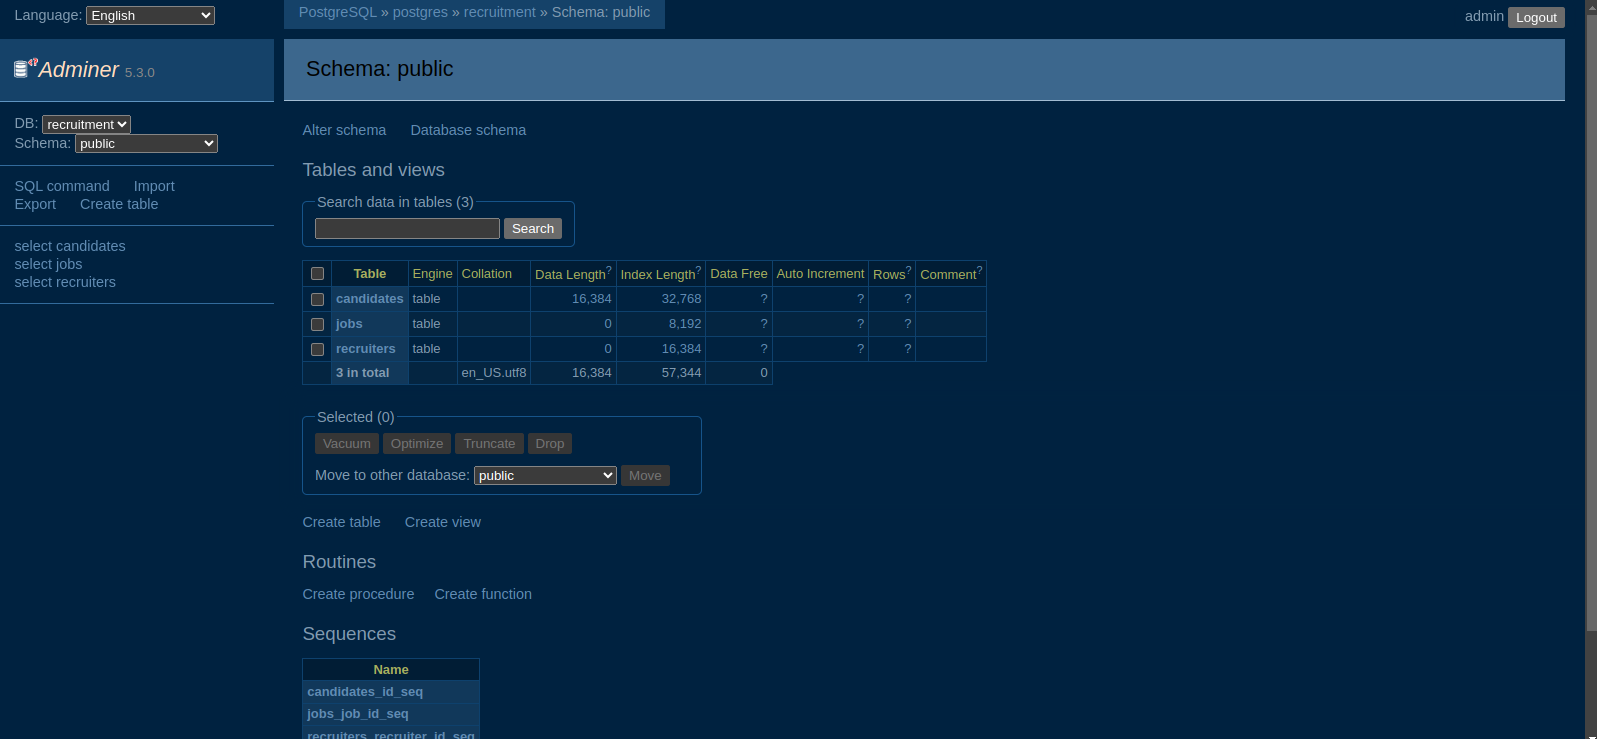 Language: English
PostgreSQL » postgres » recruitment » Schema: public
admin Logout
Adminer 5.3.0
Schema: public
DB: recruitment
Schema: public
SQL command Import
Export Create table
select candidates
select jobs
select recruiters
Alter schema Database schema
Tables and views
Search data in tables (3)
Search
Table Engine Collation Data Length? Index Length? Data Free Auto Increment Rows? Comment?
candidates table 16,384 32,768 ? ? ?
jobs table 0 8,192 ? ? ?
recruiters table 0 16,384 ? ? ?
3 in total en_US.utf8 16,384 57,344 0
Selected (0)
Vacuum Optimize Truncate Drop
Move to other database: public Move
Create table Create view
Routines
Create procedure Create function
Sequences
Name
candidates_id_seq
jobs_job_id_seq
recruiters_recruiter_id_seq